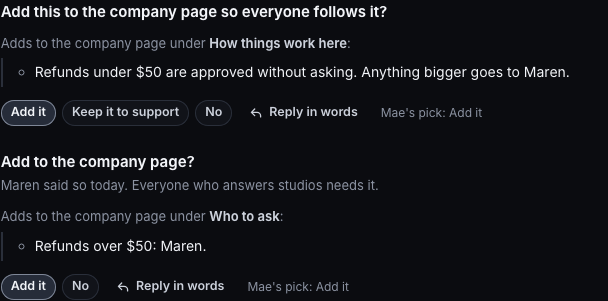 Add this to the company page so everyone follows it?
Adds to the company page under How things work here:
Refunds under $50 are approved without asking. Anything bigger goes to Maren.
Add it Keep it to support No Reply in words Mae's pick: Add it
Add to the company page?
Maren said so today. Everyone who answers studios needs it.
Adds to the company page under Who to ask:
Refunds over $50: Maren.
Add it No Reply in words Mae's pick: Add it